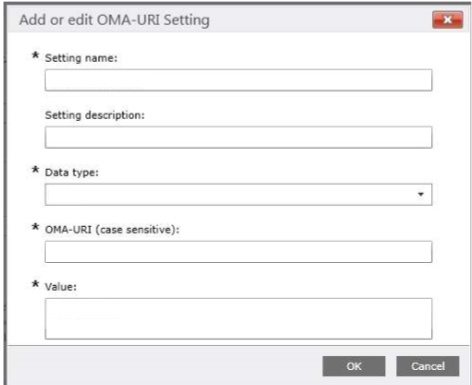 Add or edit OMA-URI Setting
* Setting name:
Setting description:
* Data type:
* OMA-URI (case sensitive):
* Value:
OK Cancel